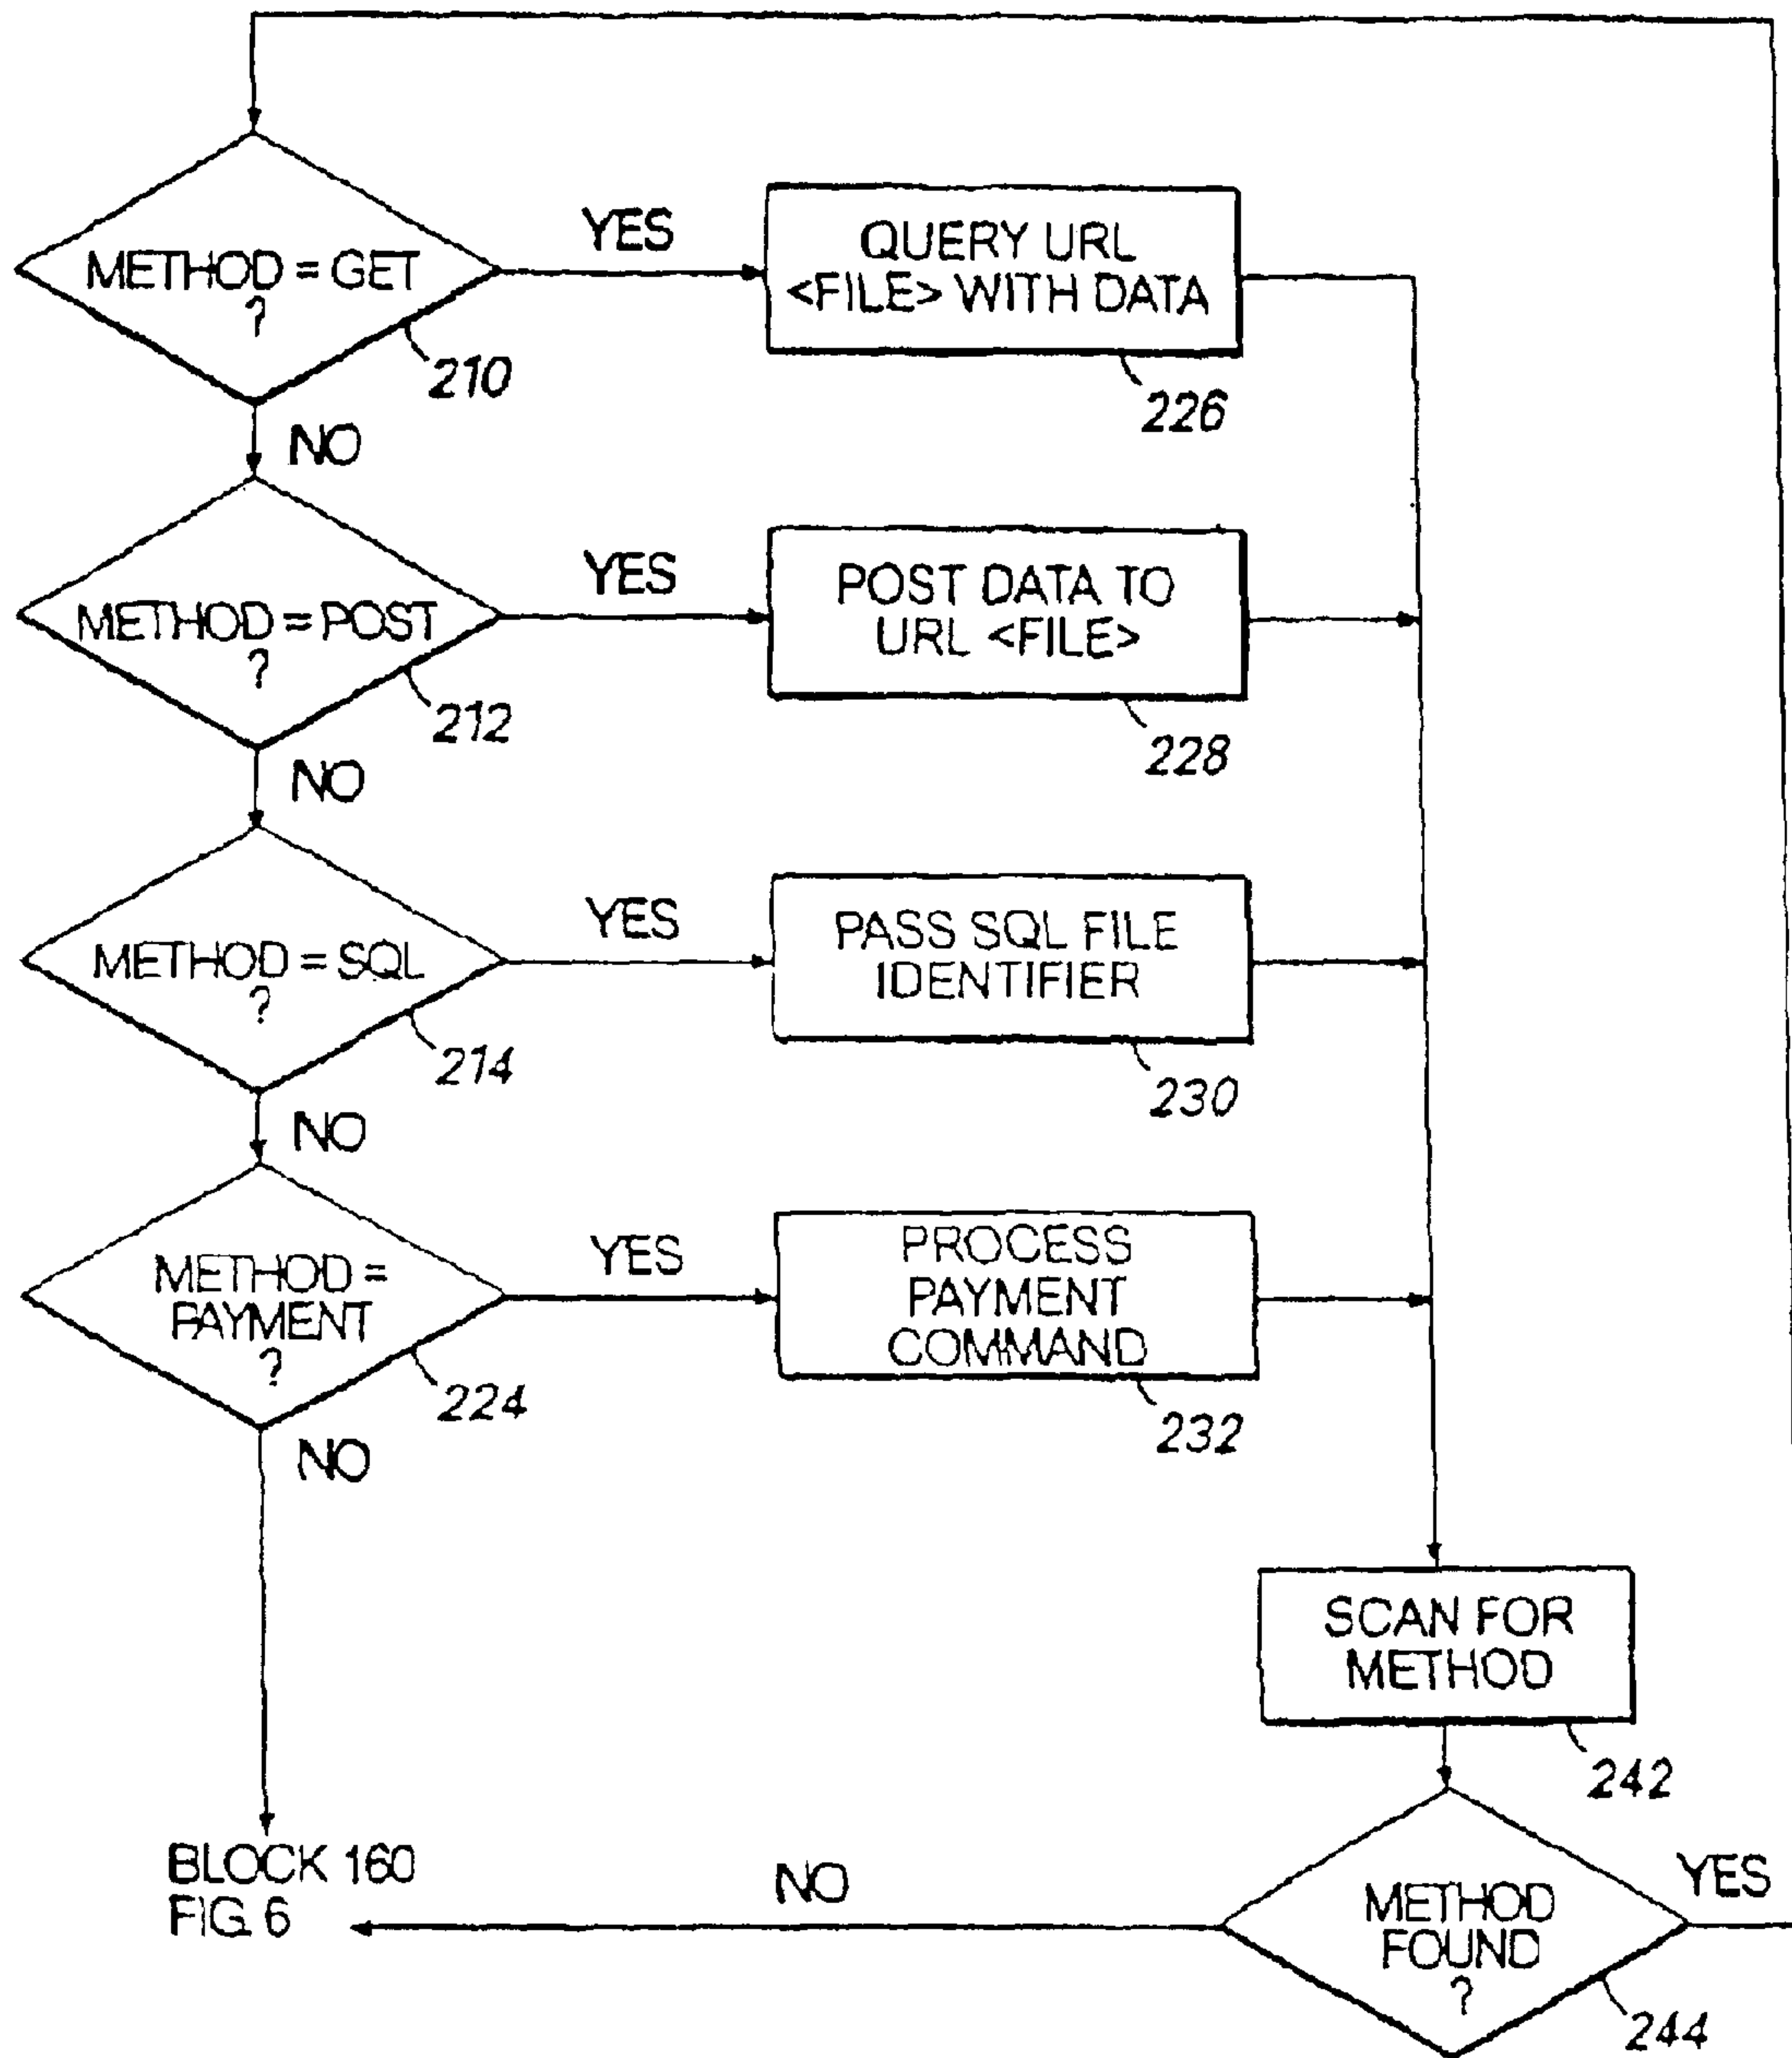 METHOD = GET
?
210
YES
QUERY URL
<FILE> WITH DATA
226
NO
METHOD = POST
?
212
YES
POST DATA TO
URL <FILE>
228
NO
METHOD = SQL
?
214
YES
PASS SQL FILE
IDENTIFIER
230
NO
METHOD =
PAYMENT
?
224
YES
PROCESS
PAYMENT
COMMAND
232
NO
SCAN FOR
METHOD
242
BLOCK 160
FIG. 6
NO
METHOD
FOUND
?
244
YES